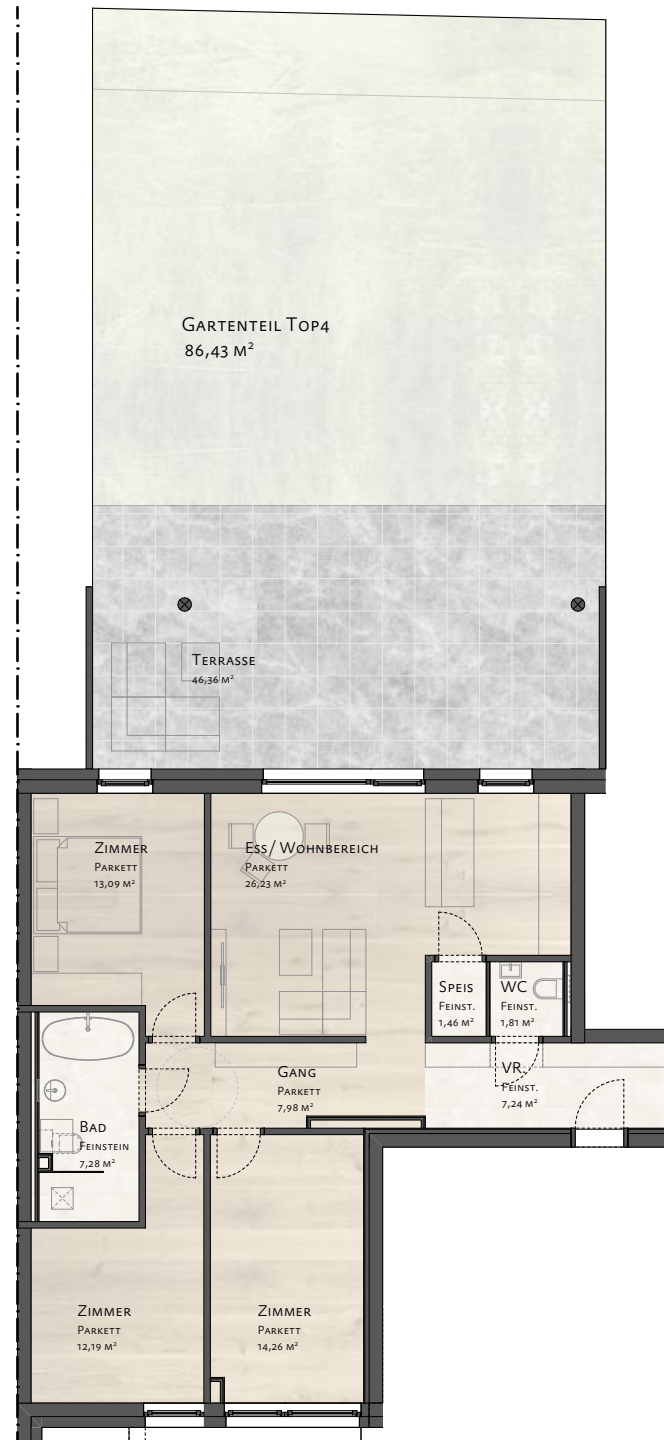 Gartenteil Top4
86,43 m²
Terrasse
46,36 m²
Zimmer
Parkett
13,09 m²
Ess/ Wohnbereich
Parkett
26,23 m²
Speis
Feinst.
1,46 m²
WC
Feinst.
1,81 m²
Gang
Parkett
7,98 m²
VR.
Feinst.
7,24 m²
Bad
Feinstein
7,28 m²
Zimmer
Parkett
12,19 m²
Zimmer
Parkett
14,26 m²